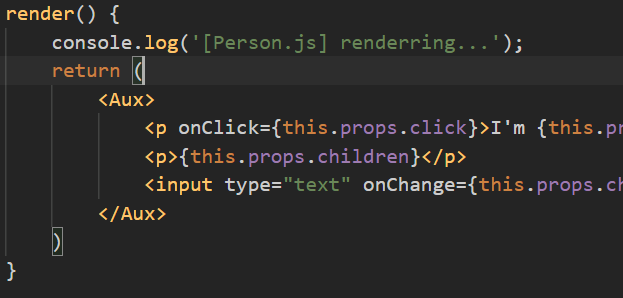 render() {
console.log('[Person.js] renderring...');
return (
<Aux>
<p onClick={this.props.click}>I'm {this.pr
<p>{this.props.children}</p>
<input type="text" onChange={this.props.ch
</Aux>
)
}